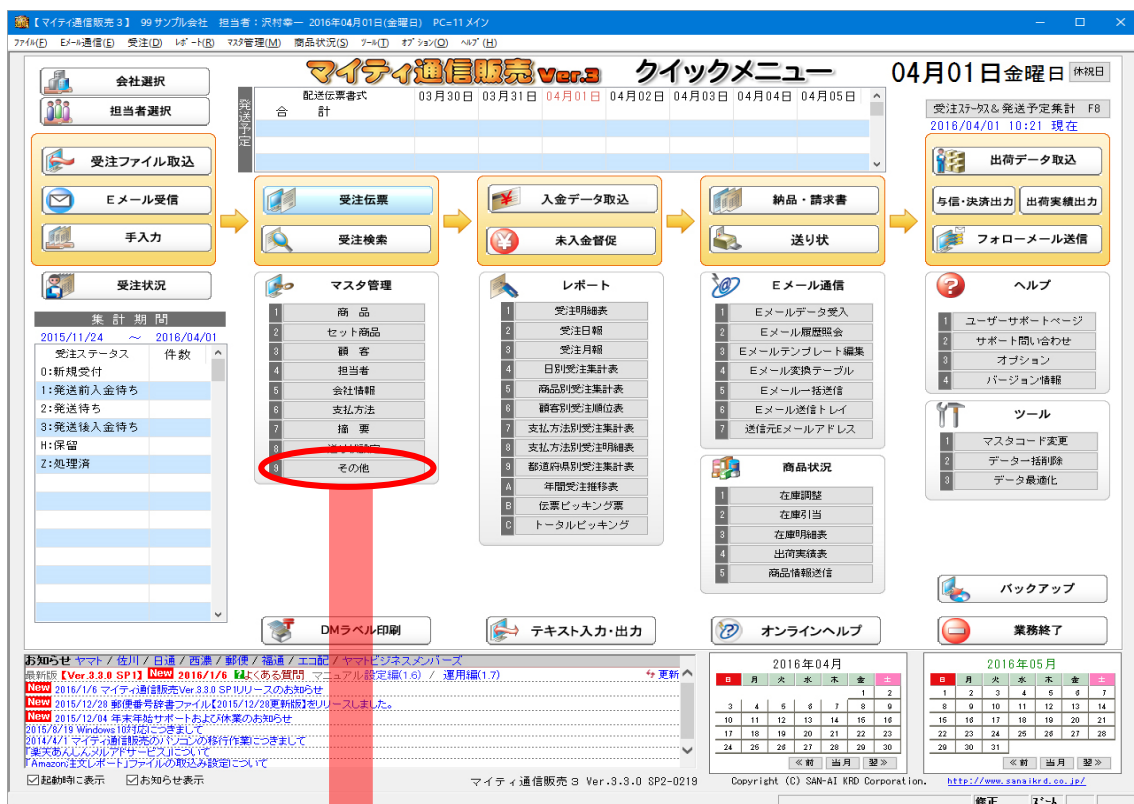 【マイティ通信販売３】 99 サンプル会社 担当者：沢村幸一 2016年04月01日(金曜日) PC=11 メイン
ﾌｧｲﾙ(F) Eﾒｰﾙ通信(E) 受注(D) ﾚﾎﾟｰﾄ(R) ﾏｽﾀ管理(M) 商品状況(S) ﾂｰﾙ(T) ｵﾌﾟｼｮﾝ(O) ﾍﾙﾌﾟ(H)
会社選択
担当者選択
マイティ通信販売 Ver.3 クイックメニュー
04月01日金曜日 休祝日
発送予定
配送伝票書式 03月30日 03月31日 04月01日 04月02日 04月03日 04月04日 04月05日
合 計
受注ｽﾃｰﾀｽ& 発送予定集計 F8
2016/04/01 10:21 現在
受注ファイル取込
Eメール受信
手入力
受注伝票
受注検索
入金データ取込
未入金督促
納品・請求書
送り状
出荷データ取込
与信・決済出力 出荷実績出力
フォローメール送信
受注状況
集 計 期 間
2015/11/24 ～ 2016/04/01
受注ステータス 件数
0:新規受付
1:発送前入金待ち
2:発送待ち
3:発送後入金待ち
H:保留
Z:処理済
マスタ管理
1 商 品
2 セット商品
3 顧 客
4 担当者
5 会社情報
6 支払方法
7 摘 要
8
9 その他
レポート
1 受注明細表
2 受注日報
3 受注月報
4 日別受注集計表
5 商品別受注集計表
6 顧客別受注順位表
7 支払方法別受注集計表
8 支払方法別受注明細表
9 都道府県別受注集計表
A 年間受注推移表
B 伝票ピッキング票
C トータルピッキング
Eメール通信
1 Eメールデータ受入
2 Eメール履歴照会
3 Eメールテンプレート編集
4 Eメール変換テーブル
5 Eメール一括送信
6 Eメール送信トレイ
7 送信元Eメールアドレス
商品状況
1 在庫調整
2 在庫引当
3 在庫明細表
4 出荷実績表
5 商品情報送信
ヘルプ
1 ユーザーサポートページ
2 サポート問い合わせ
3 オプション
4 バージョン情報
ツール
1 マスタコード変更
2 データ一括削除
3 データ最適化
バックアップ
DMラベル印刷
テキスト入力・出力
オンラインヘルプ
業務終了
お知らせ ヤマト / 佐川 / 日通 / 西濃 / 郵便 / 福通 / エコ配 / ヤマトビジネスメンバーズ
最新版【Ver.3.3.0 SP1】 New 2016/1/6 よくある質問 マニュアル設定編(1.6) / 運用編(1.7) 更新
New 2016/1/6 マイティ通信販売Ver.3.3.0 SP1リリースのお知らせ
New 2015/12/28 郵便番号辞書ファイル【2015/12/28更新版】をリリースしました。
New 2015/12/04 年末年始サポートおよび休業のお知らせ
2015/8/19 Windows10対応につきまして
2014/4/1 マイティ通信販売のパソコンの移行作業につきまして
「楽天あんしんメルアドサービス」について
「Amazon注文レポート」ファイルの取込み設定について
起動時に表示 お知らせ表示
マイティ通信販売３ Ver.3.3.0 SP2-0219 Copyright (C) SAN-AI KRD Corporation. http://www.sanaikrd.co.jp/
2016年04月
日 月 火 水 木 金 土
1 2
3 4 5 6 7 8 9
10 11 12 13 14 15 16
17 18 19 20 21 22 23
24 25 26 27 28 29 30
≪前 当月 翌≫
2016年05月
日 月 火 水 木 金 土
1 2 3 4 5 6 7
8 9 10 11 12 13 14
15 16 17 18 19 20 21
22 23 24 25 26 27 28
29 30 31
≪前 当月 翌≫
修正 ｽﾞｰﾑ